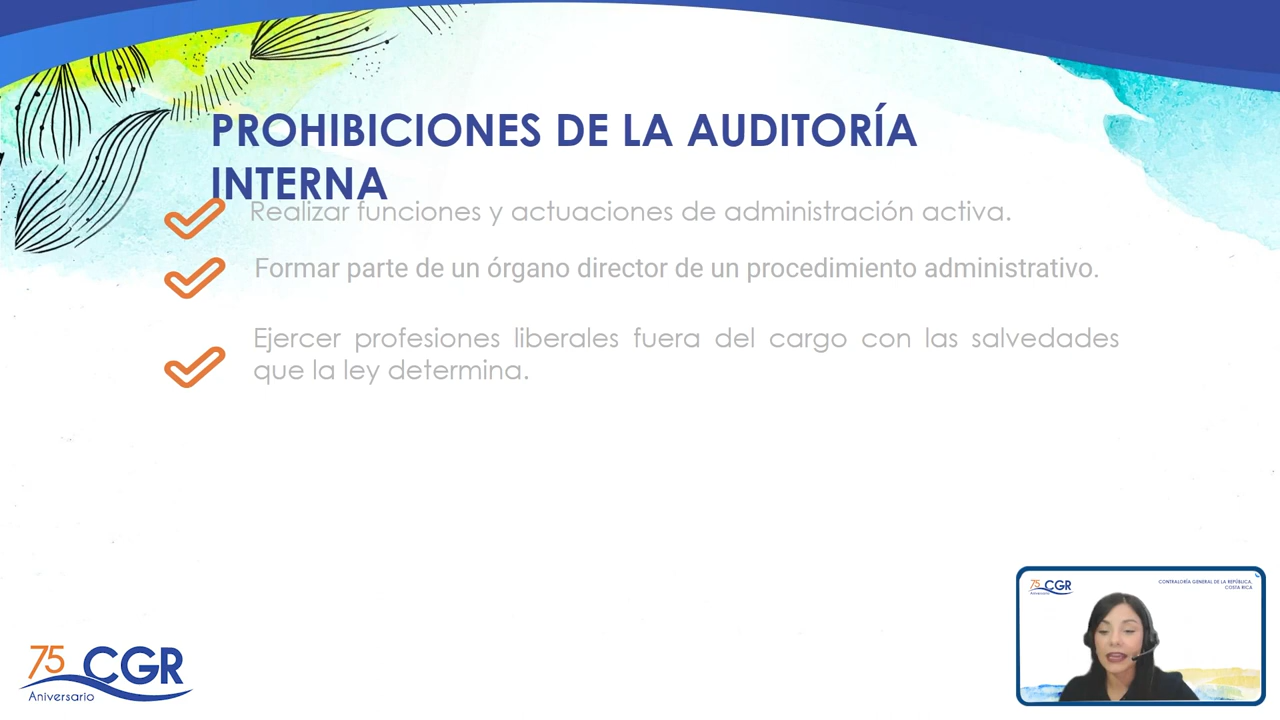 PROHIBICIONES DE LA AUDITORÍA
INTERNA
Realizar funciones y actuaciones de administración activa.
Formar parte de un órgano director de un procedimiento administrativo.
Ejercer profesiones liberales fuera del cargo con las salvedades
que la ley determina.
75 CGR
Aniversario
75 CGR
Aniversario
CONTRALORÍA GENERAL DE LA REPÚBLICA,
COSTA RICA